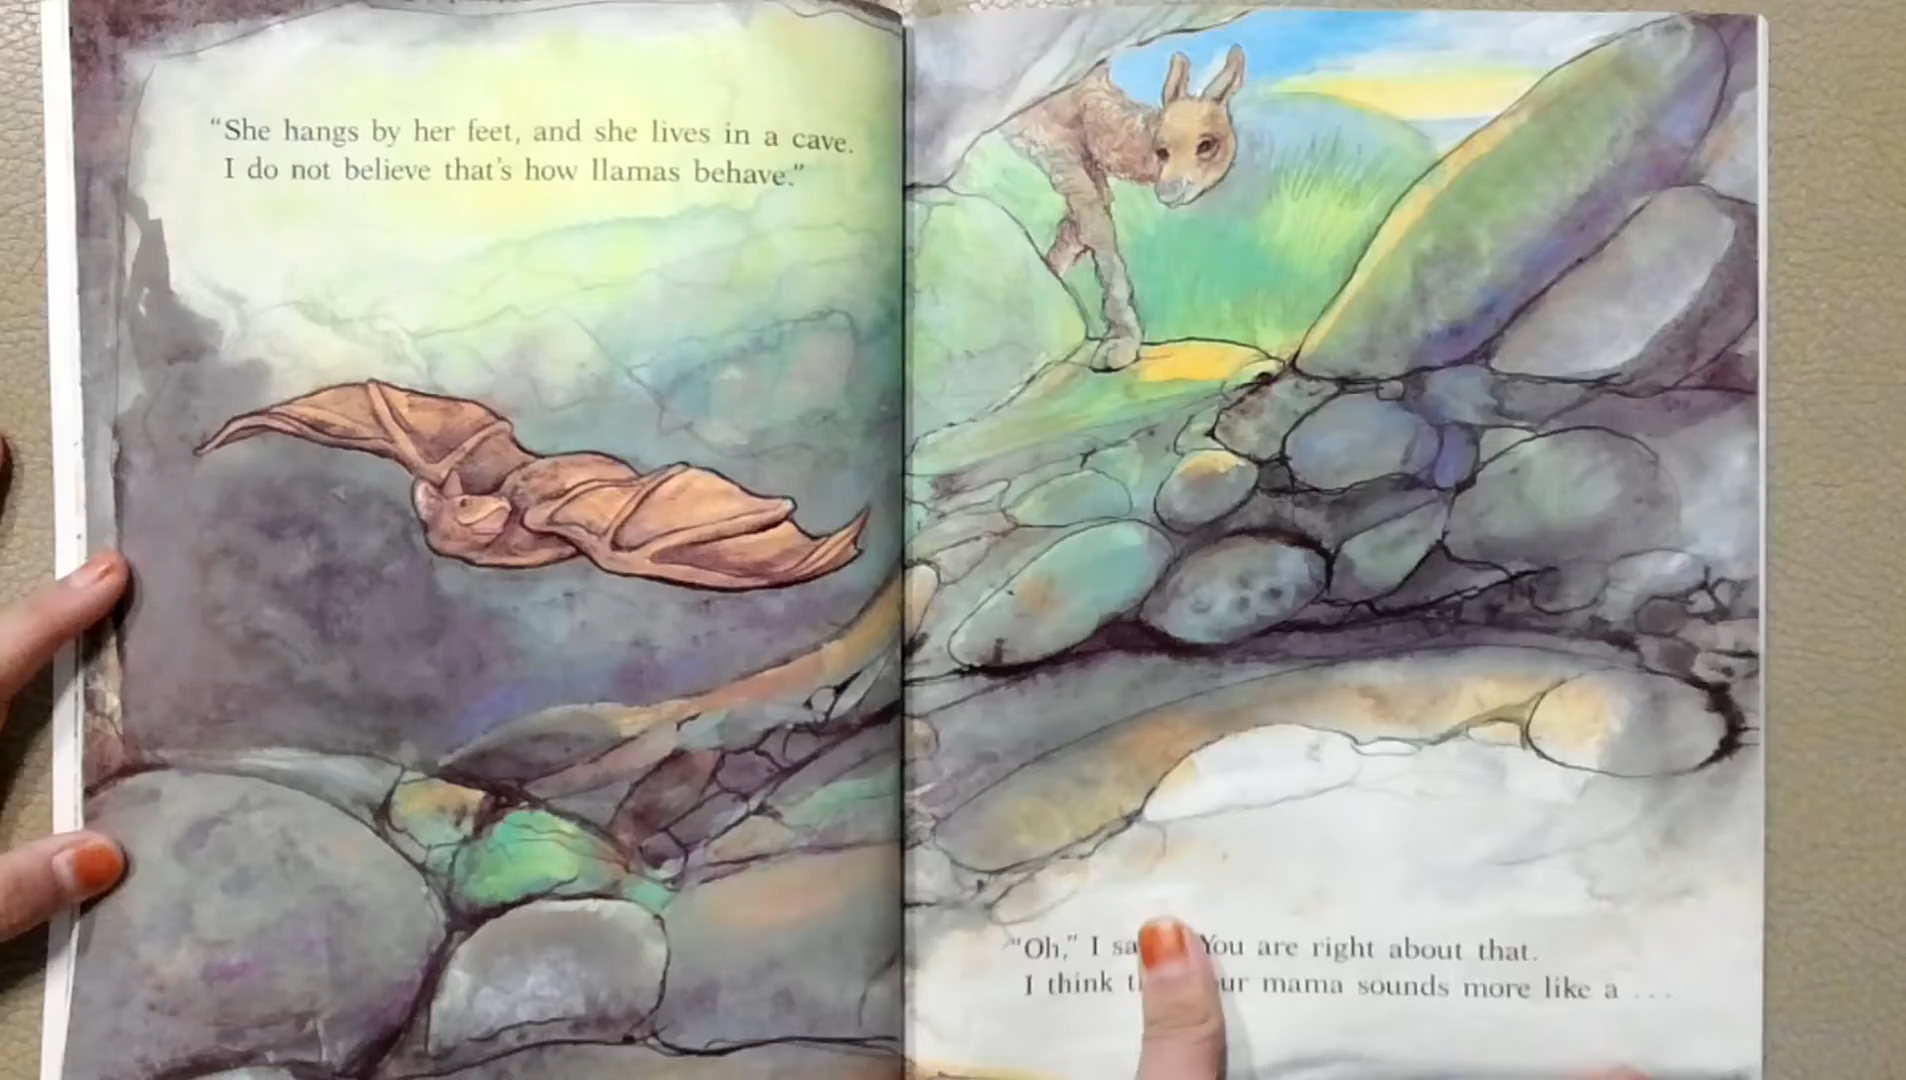 “She hangs by her feet, and she lives in a cave.
I do not believe that’s how llamas behave.”
“Oh,” I sa You are right about that.
I think t ur mama sounds more like a . . .